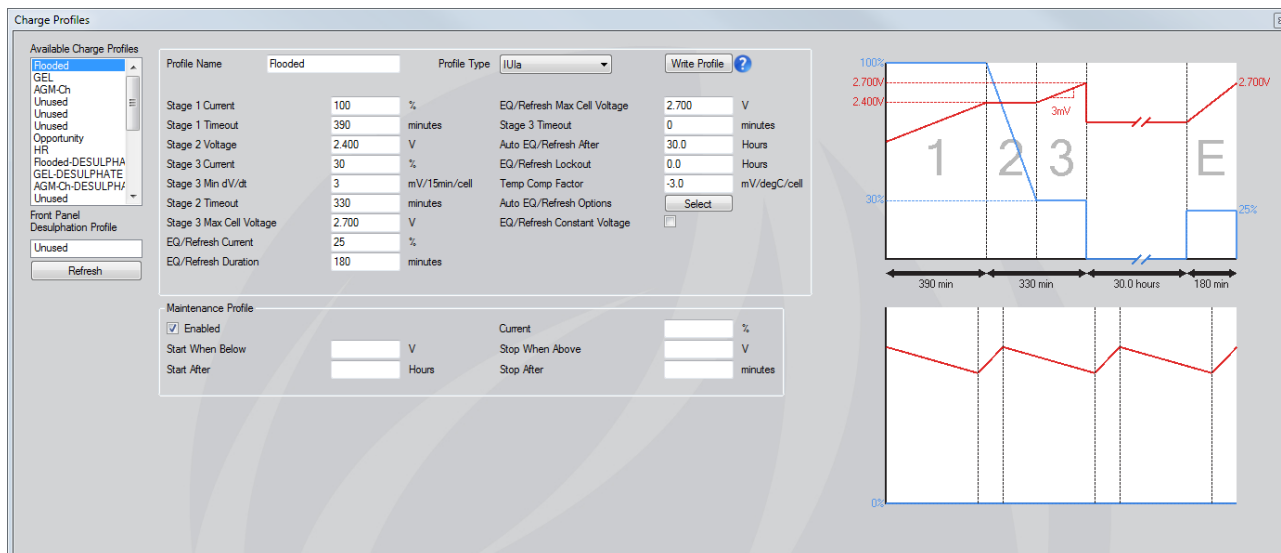 Charge Profiles
Available Charge Profiles
Flooded
GEL
AGM-Ch
Unused
Unused
Unused
Opportunity
HR
Flooded-DESULPHA
GEL-DESULPHATE
AGM-Ch-DESULPHA
Unused
Front Panel
Desulphation Profile
Unused
Refresh
Profile Name Flooded Profile Type IUIa Write Profile ?
Stage 1 Current 100 % EQ/Refresh Max Cell Voltage 2.700 V
Stage 1 Timeout 390 minutes Stage 3 Timeout 0 minutes
Stage 2 Voltage 2.400 V Auto EQ/Refresh After 30.0 Hours
Stage 3 Current 30 % EQ/Refresh Lockout 0.0 Hours
Stage 3 Min dV/dt 3 mV/15min/cell Temp Comp Factor -3.0 mV/degC/cell
Stage 2 Timeout 330 minutes Auto EQ/Refresh Options Select
Stage 3 Max Cell Voltage 2.700 V EQ/Refresh Constant Voltage
EQ/Refresh Current 25 %
EQ/Refresh Duration 180 minutes
Maintenance Profile
Enabled Current %
Start When Below V Stop When Above V
Start After Hours Stop After minutes
100%
2.700V 2.700V
2.400V
3mV
1 2 3 E
30% 25%
390 min 330 min 30.0 hours 180 min
0%